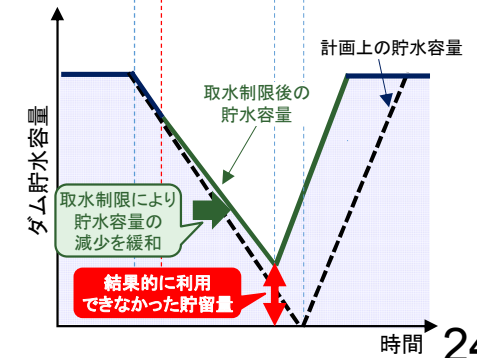 計画上の貯水容量
取水制限後の
貯水容量
ダム貯水容量
取水制限により
貯水容量の
減少を緩和
結果的に利用
できなかった貯留量
時間
24